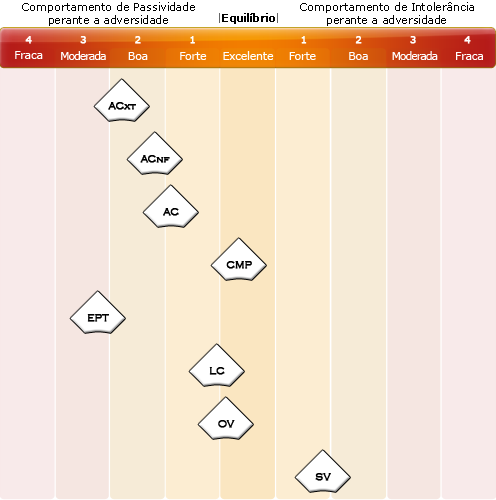 Comportamento de Passividade
perante a adversidade
|Equilíbrio|
Comportamento de Intolerância
perante a adversidade
4 3 2 1 1 2 3 4
Fraca Moderada Boa Forte Excelente Forte Boa Moderada Fraca
ACXT
ACNF
AC
CMP
EPT
LC
OV
SV